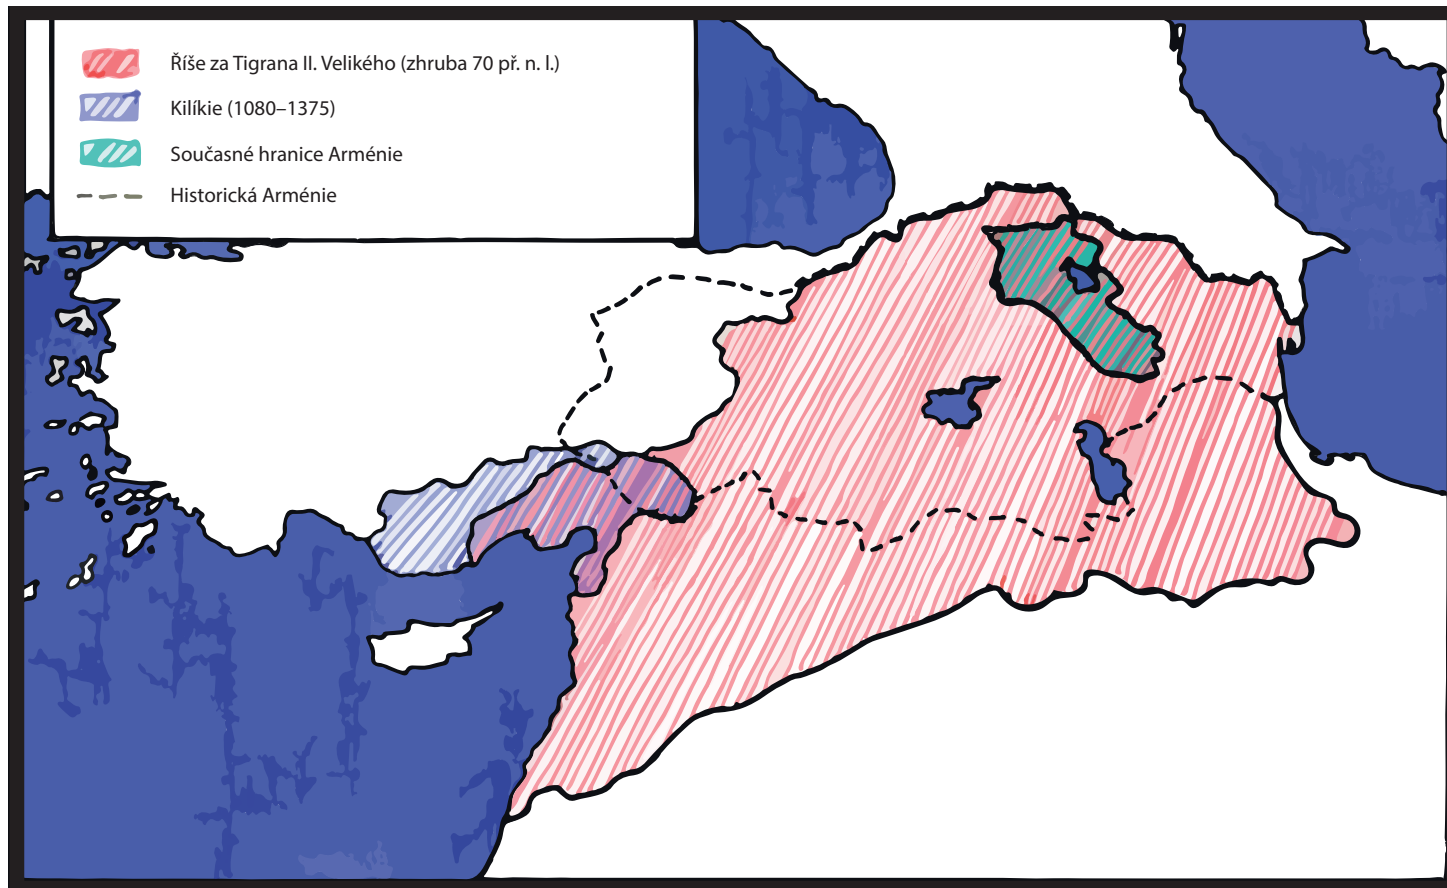 Říše za Tigrana II. Velikého (zhruba 70 př. n. l.)
Kilíkie (1080–1375)
Současné hranice Arménie
Historická Arménie